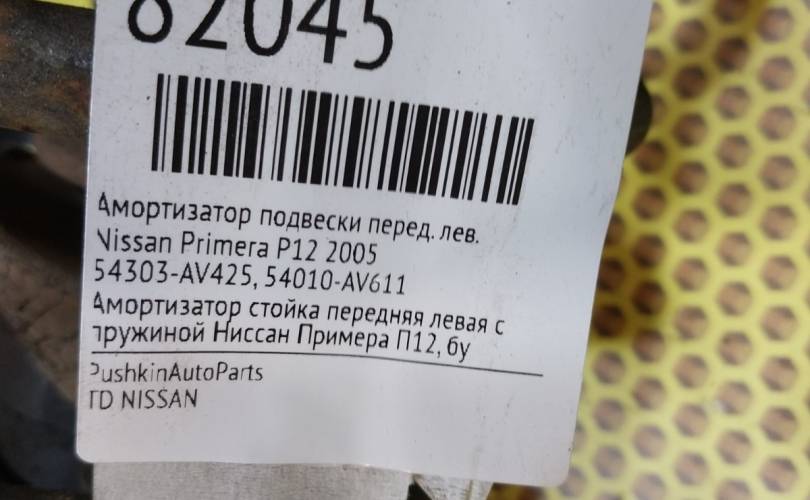 82045
Амортизатор подвески перед. лев.
Nissan Primera P12 2005
54303-AV425, 54010-AV611
Амортизатор стойка передняя левая с
пружиной Ниссан Примера П12, бу
PushkinAutoParts
TD NISSAN